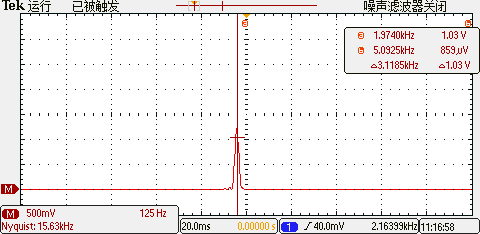 Tek 运行 已被触发 噪声滤波器关闭
a b
a 1.9740kHz 1.03 V
b 5.0925kHz 859µV
△3.1185kHz △1.03 V
M
M 500mV 125 Hz
Nyquist: 15.63kHz
20.0ms 0.00000 s
1 ∫ 40.0mV 2.16399kHz 11:16:58